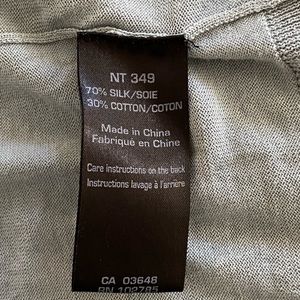 NT 349
70% SILK/SOIE
30% COTTON/COTON
Made in China
Fabriqué en Chine
Care instructions on the back
Instructions lavage à l'arrière
CA 03648
RN 102785